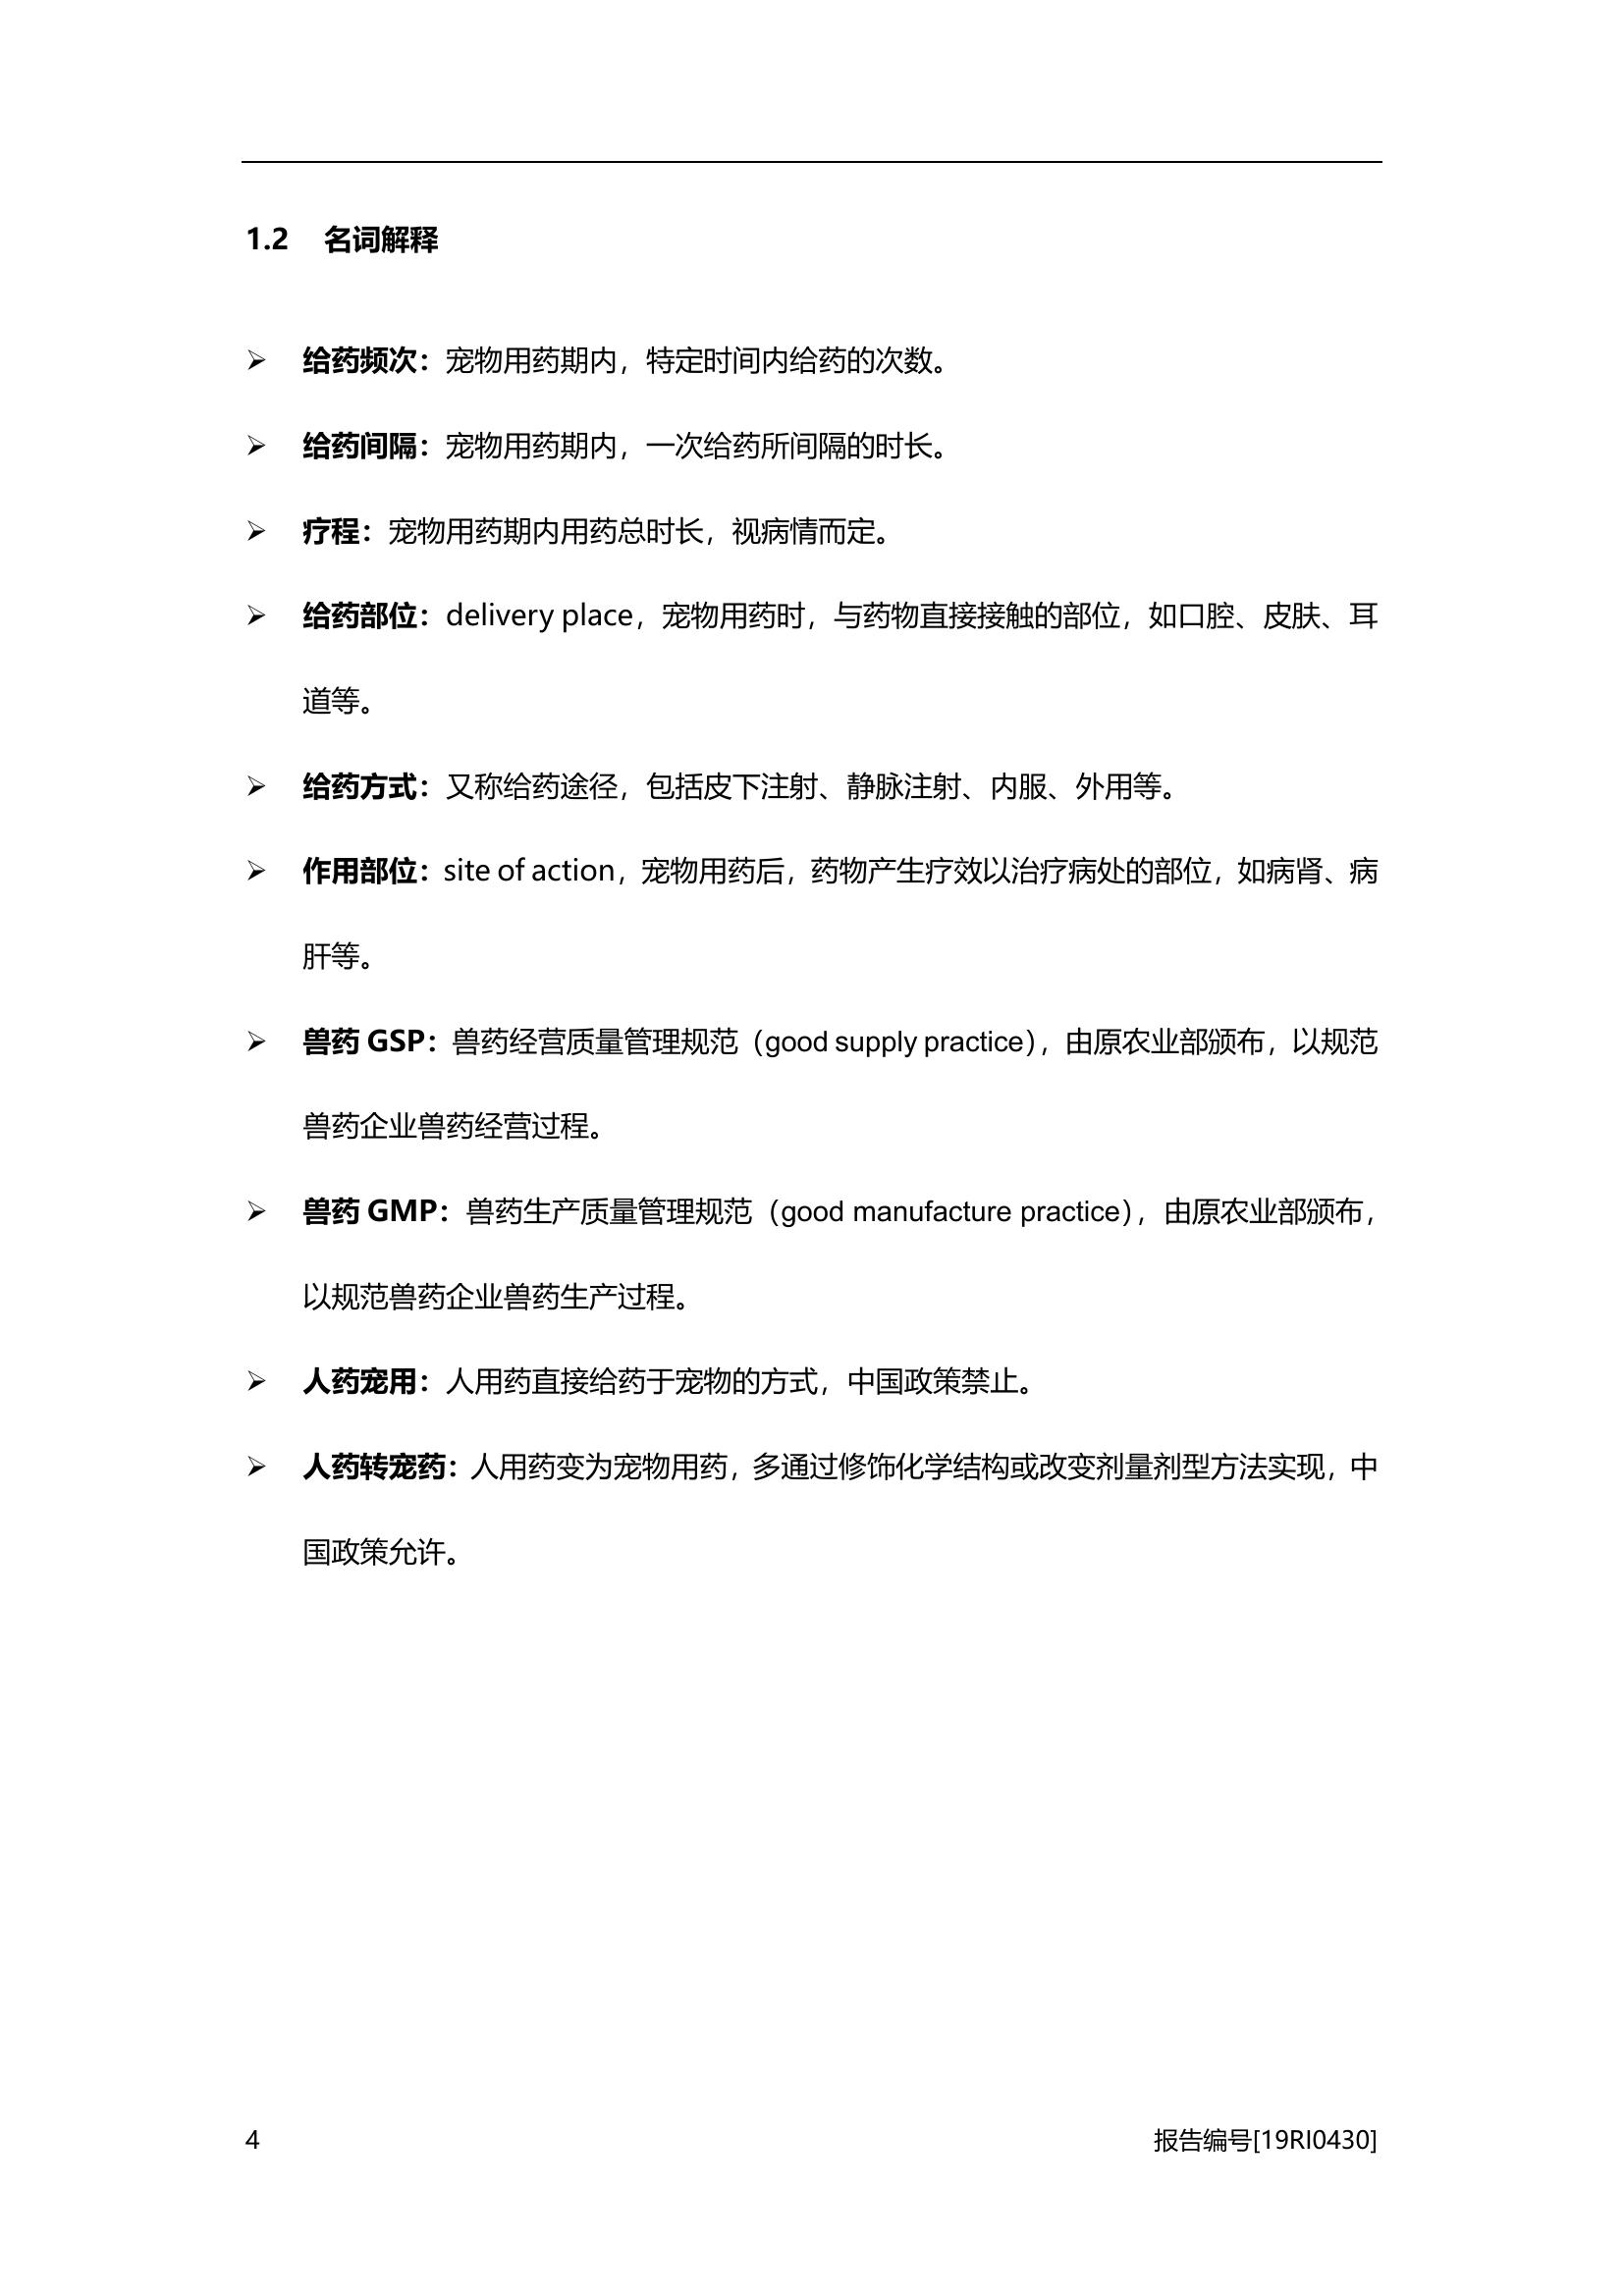 1.2 名词解释
➢ 给药频次：宠物用药期内，特定时间内给药的次数。
➢ 给药间隔：宠物用药期内，一次给药所间隔的时长。
➢ 疗程：宠物用药期内用药总时长，视病情而定。
➢ 给药部位：delivery place，宠物用药时，与药物直接接触的部位，如口腔、皮肤、耳
道等。
➢ 给药方式：又称给药途径，包括皮下注射、静脉注射、内服、外用等。
➢ 作用部位：site of action，宠物用药后，药物产生疗效以治疗病处的部位，如病肾、病
肝等。
➢ 兽药 GSP：兽药经营质量管理规范（good supply practice），由原农业部颁布，以规范
兽药企业兽药经营过程。
➢ 兽药 GMP：兽药生产质量管理规范（good manufacture practice），由原农业部颁布，
以规范兽药企业兽药生产过程。
➢ 人药宠用：人用药直接给药于宠物的方式，中国政策禁止。
➢ 人药转宠药：人用药变为宠物用药，多通过修饰化学结构或改变剂量剂型方法实现，中
国政策允许。
4 报告编号[19RI0430]